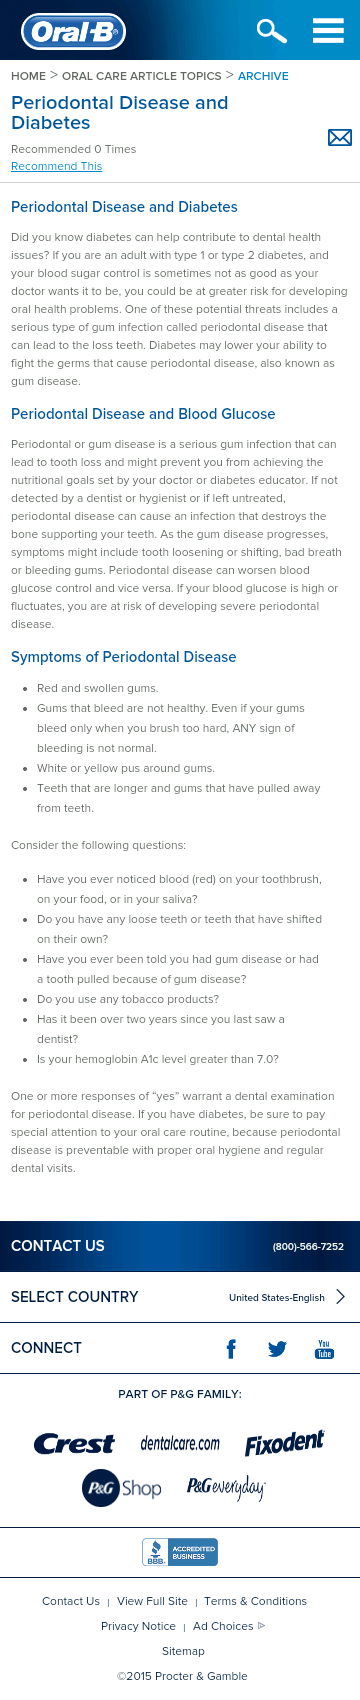 Oral-B
HOME > ORAL CARE ARTICLE TOPICS > ARCHIVE
Periodontal Disease and
Diabetes
Recommended 0 Times
Recommend This
Periodontal Disease and Diabetes
Did you know diabetes can help contribute to dental health
issues? If you are an adult with type 1 or type 2 diabetes, and
your blood sugar control is sometimes not as good as your
doctor wants it to be, you could be at greater risk for developing
oral health problems. One of these potential threats includes a
serious type of gum infection called periodontal disease that
can lead to the loss teeth. Diabetes may lower your ability to
fight the germs that cause periodontal disease, also known as
gum disease.
Periodontal Disease and Blood Glucose
Periodontal or gum disease is a serious gum infection that can
lead to tooth loss and might prevent you from achieving the
nutritional goals set by your doctor or diabetes educator. If not
detected by a dentist or hygienist or if left untreated,
periodontal disease can cause an infection that destroys the
bone supporting your teeth. As the gum disease progresses,
symptoms might include tooth loosening or shifting, bad breath
or bleeding gums. Periodontal disease can worsen blood
glucose control and vice versa. If your blood glucose is high or
fluctuates, you are at risk of developing severe periodontal
disease.
Symptoms of Periodontal Disease
• Red and swollen gums.
• Gums that bleed are not healthy. Even if your gums
bleed only when you brush too hard, ANY sign of
bleeding is not normal.
• White or yellow pus around gums.
• Teeth that are longer and gums that have pulled away
from teeth.
Consider the following questions:
• Have you ever noticed blood (red) on your toothbrush,
on your food, or in your saliva?
• Do you have any loose teeth or teeth that have shifted
on their own?
• Have you ever been told you had gum disease or had
a tooth pulled because of gum disease?
• Do you use any tobacco products?
• Has it been over two years since you last saw a
dentist?
• Is your hemoglobin A1c level greater than 7.0?
One or more responses of “yes” warrant a dental examination
for periodontal disease. If you have diabetes, be sure to pay
special attention to your oral care routine, because periodontal
disease is preventable with proper oral hygiene and regular
dental visits.
CONTACT US (800)-566-7252
SELECT COUNTRY United States-English
CONNECT You Tube
PART OF P&G FAMILY:
Crest dentalcare.com Fixodent
P&G Shop P&G everyday
BBB. ACCREDITED BUSINESS
Contact Us | View Full Site | Terms & Conditions
Privacy Notice | Ad Choices
Sitemap
©2015 Procter & Gamble